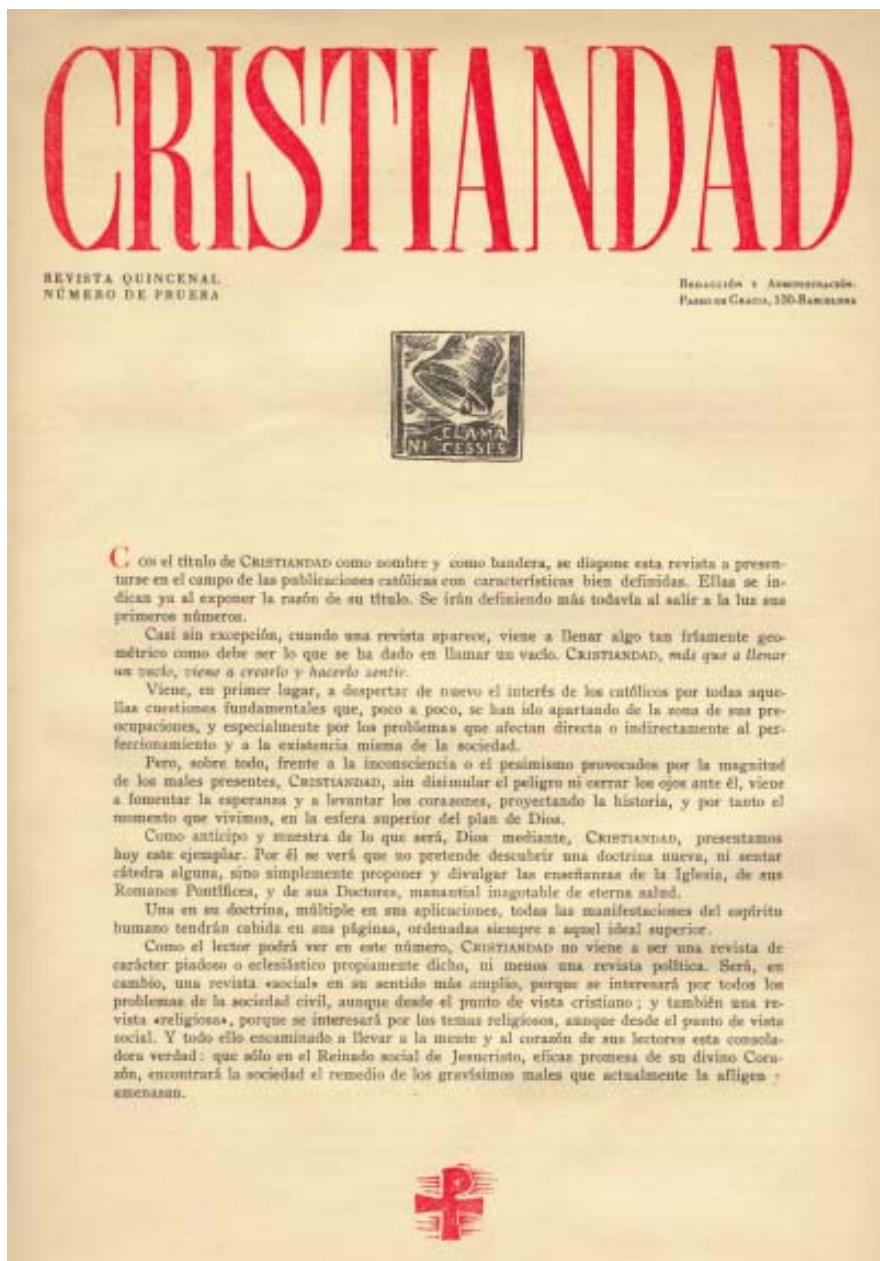 CRISTIANDAD
REVISTA QUINCENAL
NÚMERO DE PRUEBA
REDACCIÓN Y ADMINISTRACIÓN:
PASEO DE GRACIA, 130-BARCELONA
CLAMA
NI CESSES
CON el título de CRISTIANDAD como nombre y como bandera, se dispone esta revista a presen-
tarse en el campo de las publicaciones católicas con características bien definidas. Ellas se in-
dican ya al exponer la razón de su título. Se irán definiendo más todavía al salir a la luz sus
primeros números.
Casi sin excepción, cuando una revista aparece, viene a llenar algo tan fríamente geo-
métrico como debe ser lo que se ha dado en llamar un vacío. CRISTIANDAD, más que a llenar
un vacío, viene a crearlo y hacerlo sentir.
Viene, en primer lugar, a despertar de nuevo el interés de los católicos por todas aque-
llas cuestiones fundamentales que, poco a poco, se han ido apartando de la zona de sus pre-
ocupaciones, y especialmente por los problemas que afectan directa o indirectamente al per-
feccionamiento y a la existencia misma de la sociedad.
Pero, sobre todo, frente a la inconsciencia o el pesimismo provocados por la magnitud
de los males presentes, CRISTIANDAD, sin disimular el peligro ni cerrar los ojos ante él, viene
a fomentar la esperanza y a levantar los corazones, proyectando la historia, y por tanto el
momento que vivimos, en la esfera superior del plan de Dios.
Como anticipo y muestra de lo que será, Dios mediante, CRISTIANDAD, presentamos
hoy este ejemplar. Por él se verá que no pretende descubrir una doctrina nueva, ni sentar
cátedra alguna, sino simplemente proponer y divulgar las enseñanzas de la Iglesia, de sus
Romanos Pontífices, y de sus Doctores, manantial inagotable de eterna salud.
Una en su doctrina, múltiple en sus aplicaciones, todas las manifestaciones del espíritu
humano tendrán cabida en sus páginas, ordenadas siempre a aquel ideal superior.
Como el lector podrá ver en este número, CRISTIANDAD no viene a ser una revista de
carácter piadoso o eclesiástico propiamente dicho, ni menos una revista política. Será, en
cambio, una revista «social» en su sentido más amplio, porque se interesará por todos los
problemas de la sociedad civil, aunque desde el punto de vista cristiano; y también una re-
vista «religiosa», porque se interesará por los temas religiosos, aunque desde el punto de vista
social. Y todo ello encaminado a llevar a la mente y al corazón de sus lectores esta consola-
dora verdad: que sólo en el Reinado social de Jesucristo, eficaz promesa de su divino Cora-
zón, encontrará la sociedad el remedio de los gravísimos males que actualmente la afligen y
amenazan.